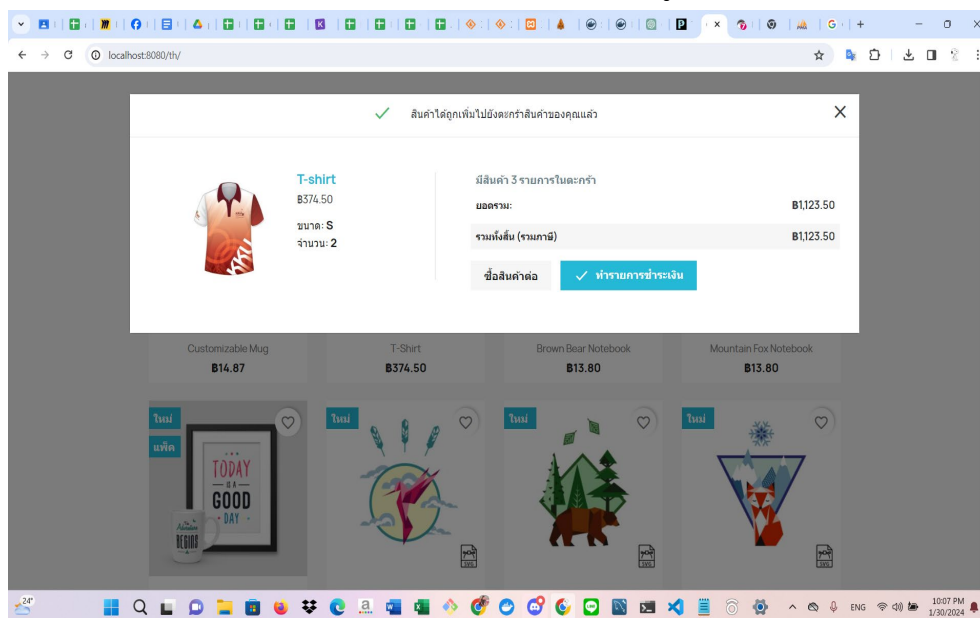 localhost:8080/th/
สินค้าได้ถูกเพิ่มไปยังตะกร้าสินค้าของคุณแล้ว
T-shirt
฿374.50
ขนาด: S
จำนวน: 2
มีสินค้า 3 รายการในตะกร้า
ยอดรวม: ฿1,123.50
รวมทั้งสิ้น (รวมภาษี) ฿1,123.50
ซื้อสินค้าต่อ
ทำรายการชำระเงิน
Customizable Mug
฿14.87
T-Shirt
฿374.50
Brown Bear Notebook
฿13.80
Mountain Fox Notebook
฿13.80
ใหม่
แพ็ค
TODAY
IS A
GOOD
DAY
Adventure
BEGINS
ใหม่
SVG
ใหม่
SVG
ใหม่
SVG
24°
ENG
10:07 PM
1/30/2024